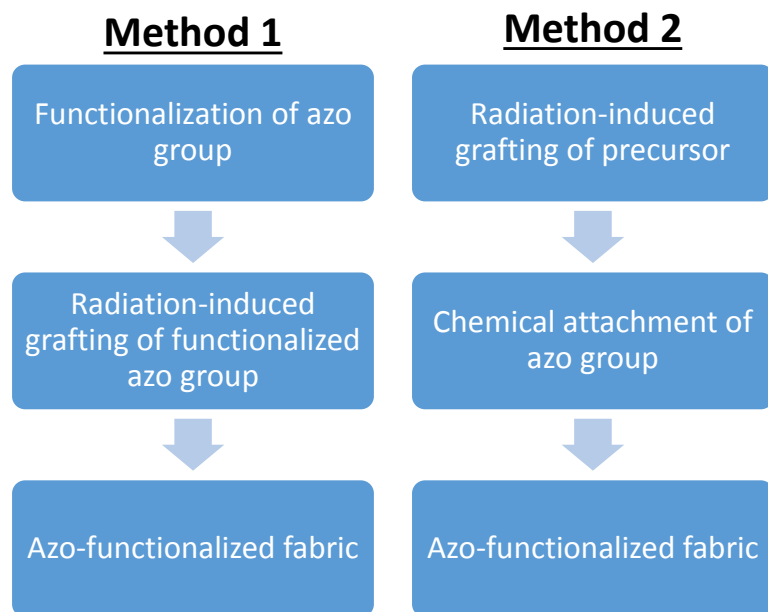 Method 1
Functionalization of azo
group
Radiation-induced
grafting of functionalized
azo group
Azo-functionalized fabric
Method 2
Radiation-induced
grafting of precursor
Chemical attachment of
azo group
Azo-functionalized fabric